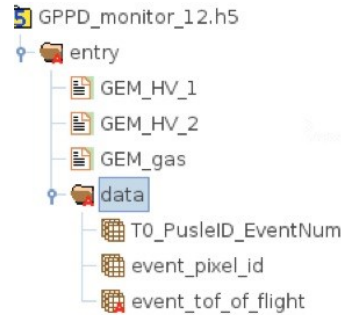 GPPD_monitor_12.h5
entry
GEM_HV_1
GEM_HV_2
GEM_gas
data
T0_PusleID_EventNum
event_pixel_id
event_tof_of_flight